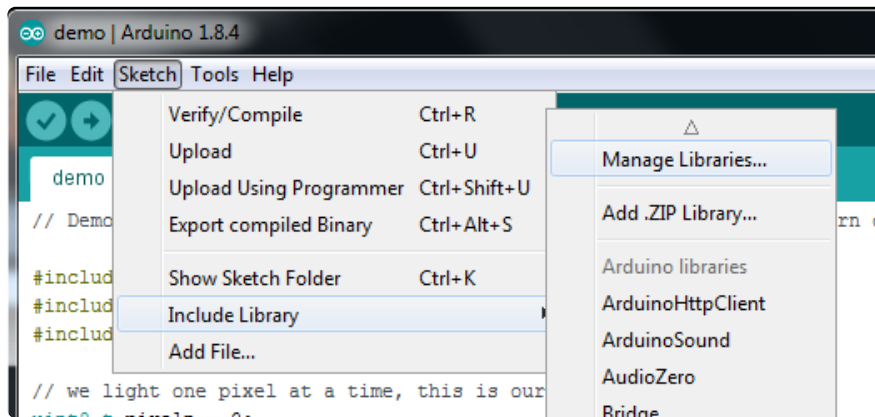 demo | Arduino 1.8.4
File Edit Sketch Tools Help
Verify/Compile Ctrl+R
Upload Ctrl+U
Upload Using Programmer Ctrl+Shift+U
Export compiled Binary Ctrl+Alt+S
Show Sketch Folder Ctrl+K
Include Library
Add File...
Manage Libraries...
Add .ZIP Library...
Arduino libraries
ArduinoHttpClient
ArduinoSound
AudioZero
Bridge
demo
// Demo
#includ
#includ
#includ
// we light one pixel at a time, this is our